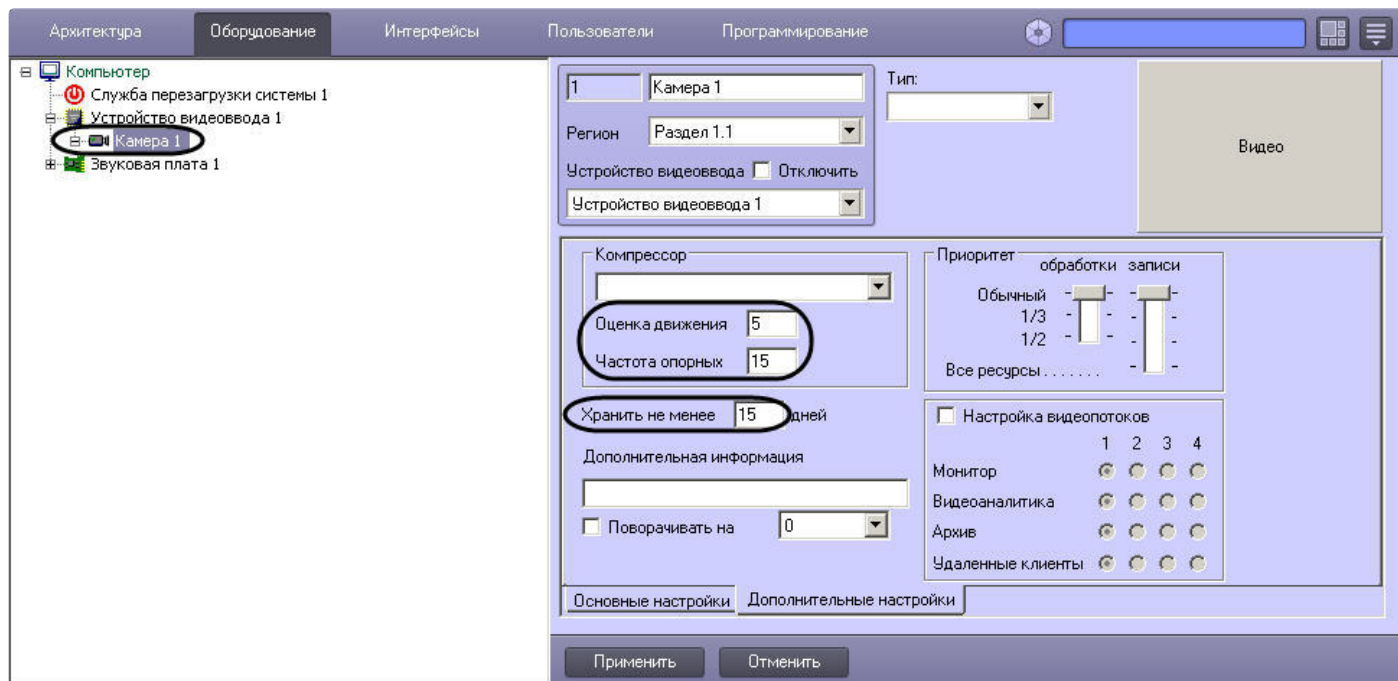 Архитектура Оборудование Интерфейсы Пользователи Программирование
Компьютер
Служба перезагрузки системы 1
Устройство видеоввода 1
Камера 1
Звуковая плата 1
1 Камера 1 Тип:
Регион Раздел 1.1
Устройство видеоввода Отключить
Устройство видеоввода 1
Видео
Компрессор
Оценка движения 5
Частота опорных 15
Хранить не менее 15 дней
Дополнительная информация
Поворачивать на 0
Приоритет
обработки записи
Обычный
1/3
1/2
Все ресурсы.......
Настройка видеопотоков
1 2 3 4
Монитор
Видеоаналитика
Архив
Удаленные клиенты
Основные настройки Дополнительные настройки
Применить Отменить